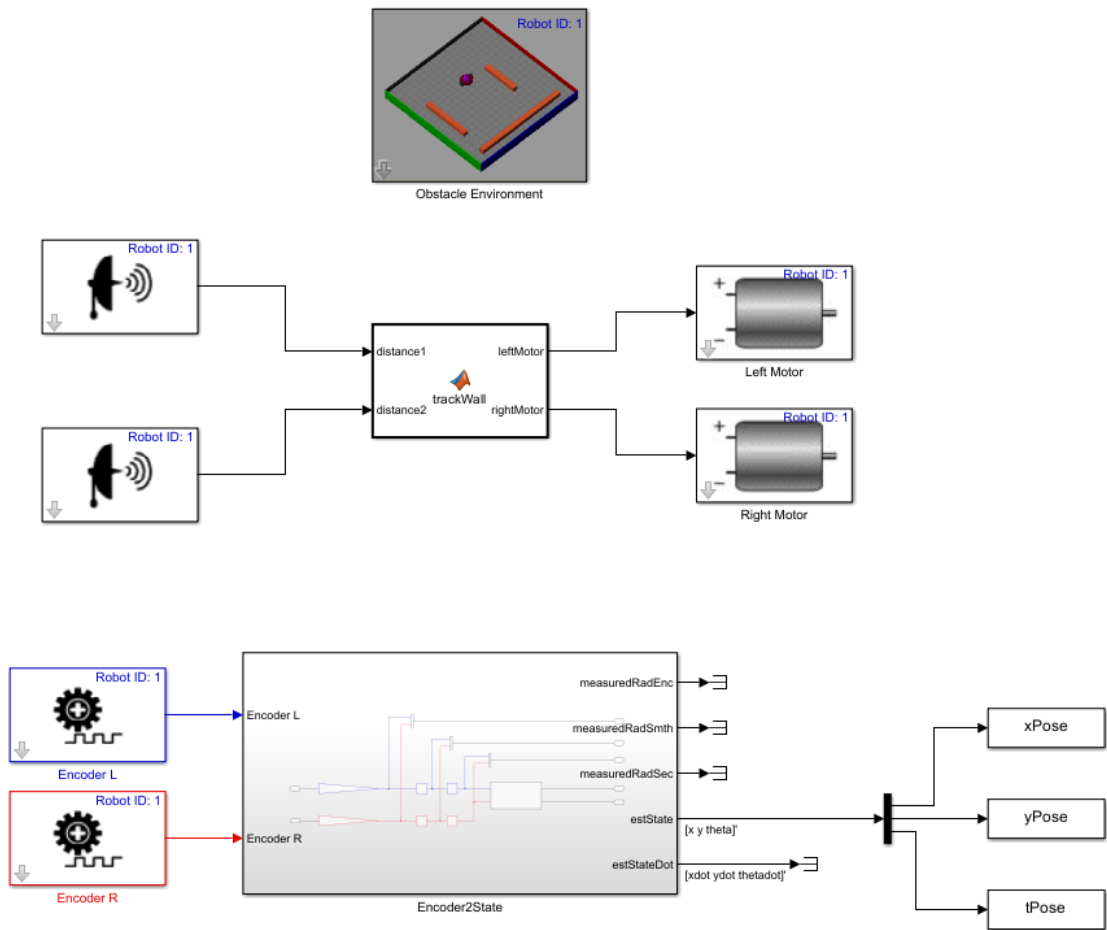 Robot ID: 1
Obstacle Environment
Robot ID: 1
Robot ID: 1
distance1
leftMotor
trackWall
distance2
rightMotor
Left Motor
Robot ID: 1
Robot ID: 1
Right Motor
Robot ID: 1
Encoder L
Robot ID: 1
Encoder R
Encoder L
Encoder R
measuredRadEnc
measuredRadSmth
measuredRadSec
estState
[x y theta]'
estStateDot
[xdot ydot thetadot]'
Encoder2State
xPose
yPose
tPose